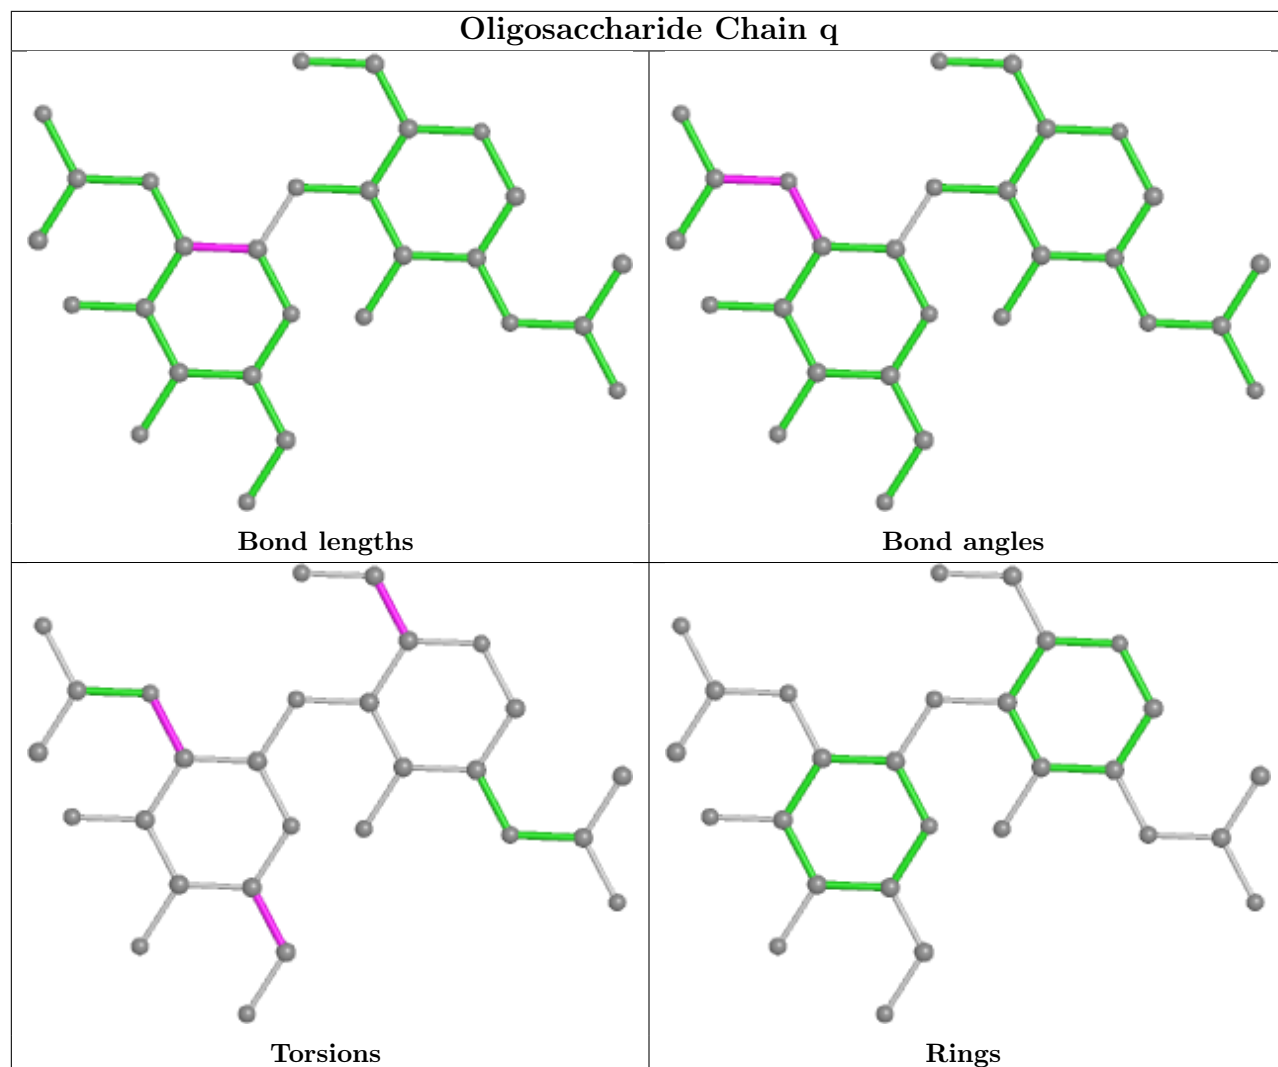 Oligosaccharide Chain q
Bond lengths
Bond angles
Torsions
Rings